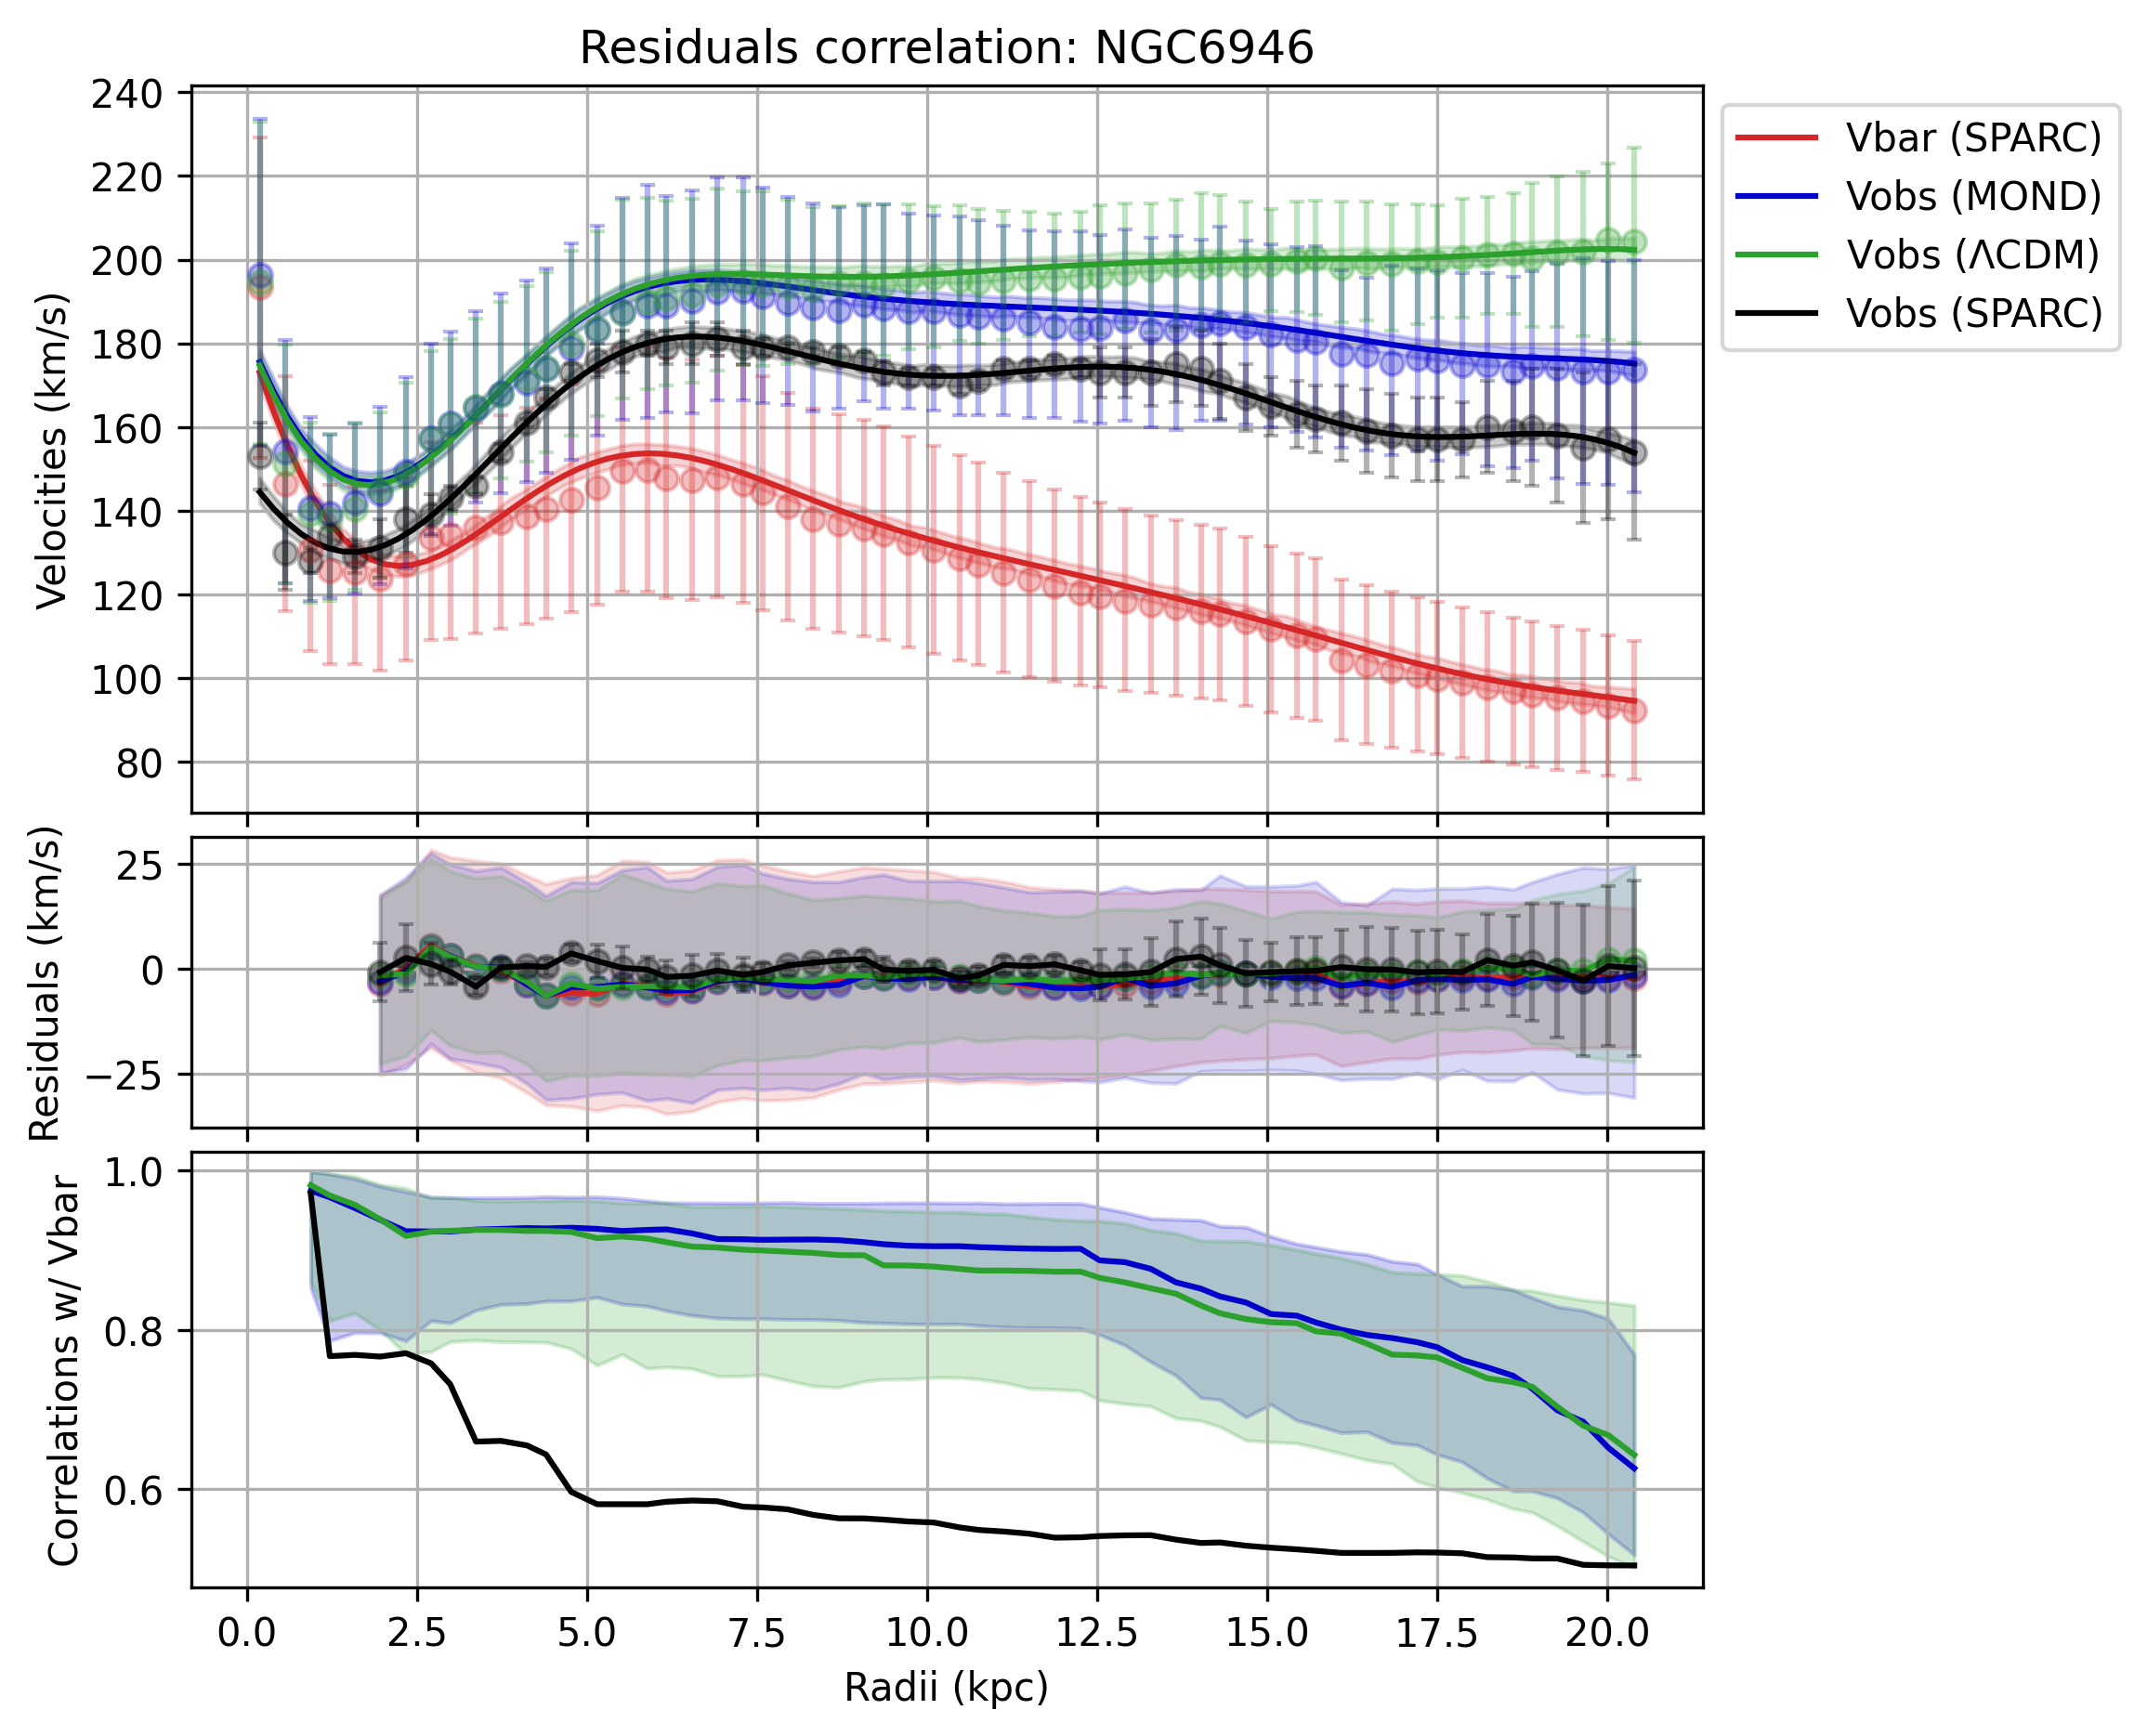 Residuals correlation: NGC6946
240
220
200
180
160
140
120
100
80
Velocities (km/s)
Vbar (SPARC)
Vobs (MOND)
Vobs (ΛCDM)
Vobs (SPARC)
25
0
−25
Residuals (km/s)
1.0
0.8
0.6
Correlations w/ Vbar
0.0 2.5 5.0 7.5 10.0 12.5 15.0 17.5 20.0
Radii (kpc)